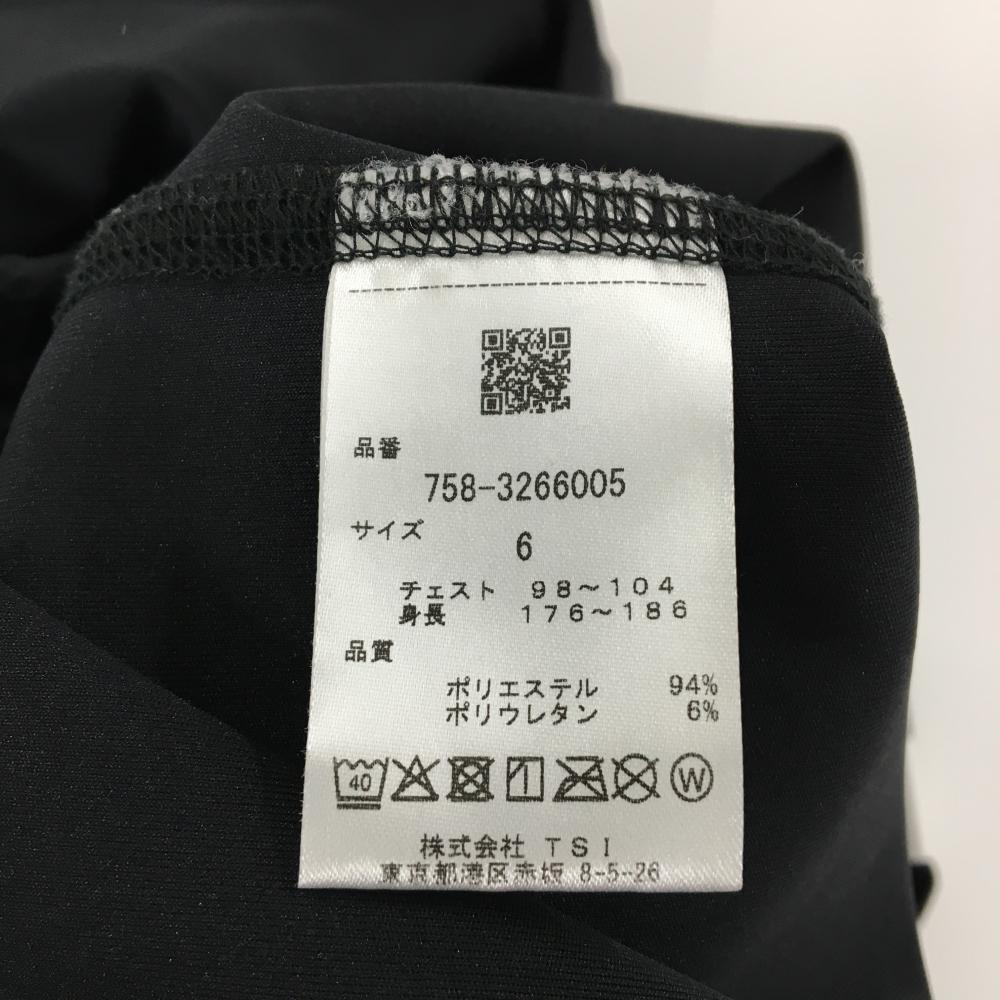 品番
758-3266005
サイズ
6
チェスト 98～104
身長 176～186
品質
ポリエステル 94%
ポリウレタン 6%
40 W
株式会社 TSI
東京都港区赤坂 8-5-26